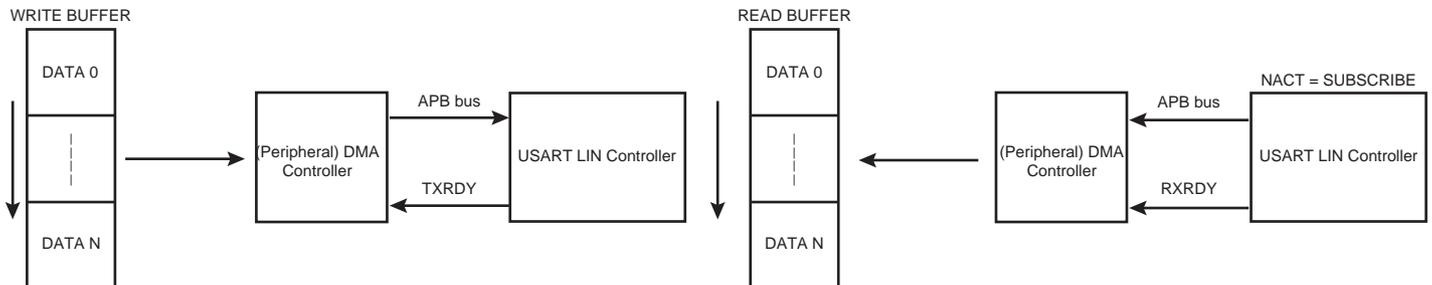 WRITE BUFFER
DATA 0
DATA N
(Peripheral) DMA
Controller
APB bus
TXRDY
USART LIN Controller
READ BUFFER
DATA 0
DATA N
(Peripheral) DMA
Controller
APB bus
RXRDY
NACT = SUBSCRIBE
USART LIN Controller